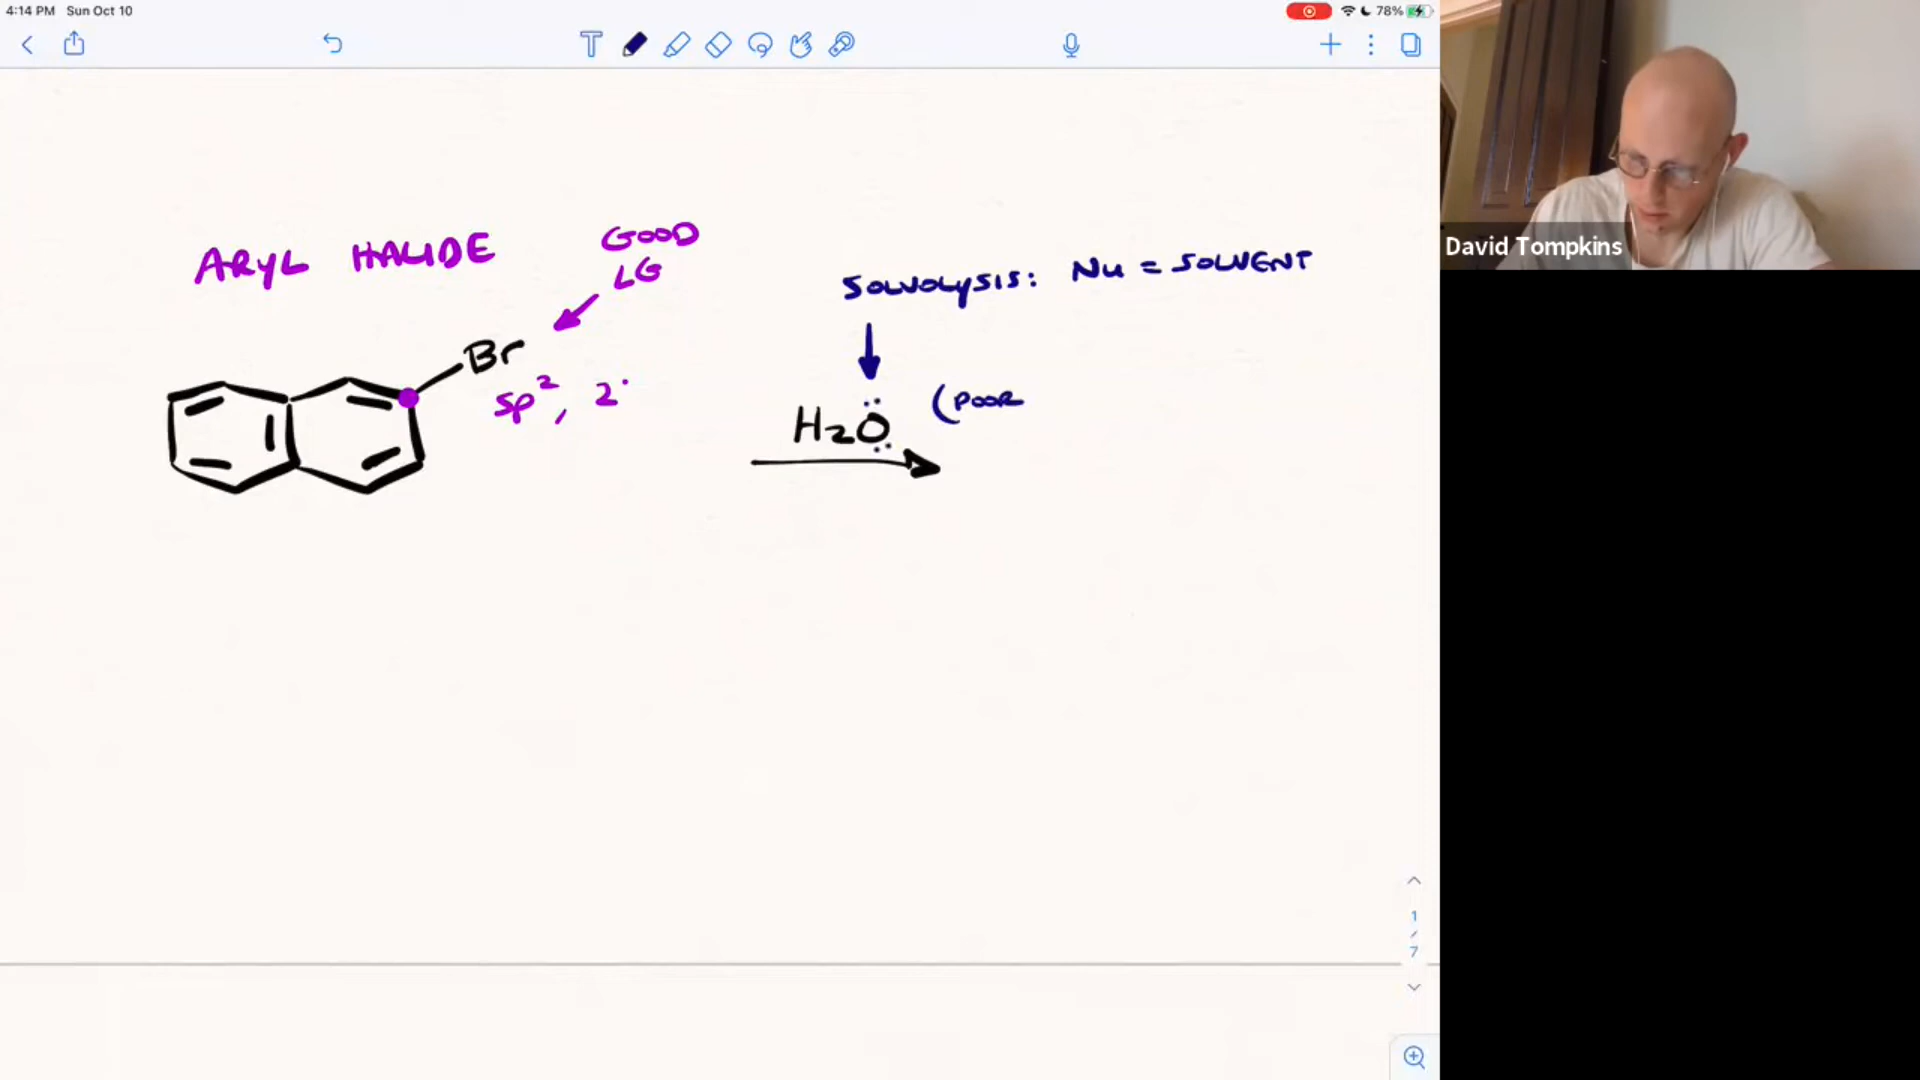 4:14 PM Sun Oct 10
78%
T
David Tompkins
ARYL HALIDE
GOOD
LG
SOLVOLYSIS: Nu = SOLVENT
Br
sp², 2°
H₂O
(POOR
1
/
7